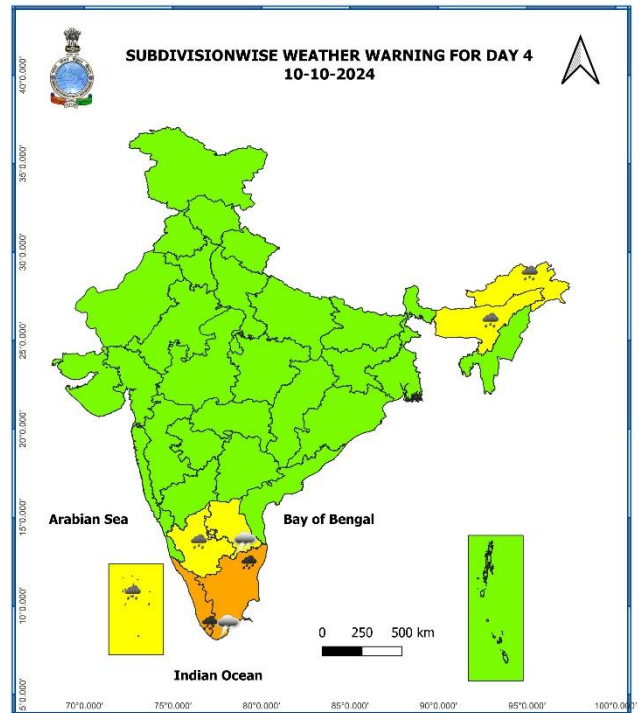 SUBDIVISIONWISE WEATHER WARNING FOR DAY 4
10-10-2024
40°0.000'
35°0.000'
30°0.000'
25°0.000'
20°0.000'
15°0.000'
10°0.000'
5°0.000'
Arabian Sea
Bay of Bengal
0 250 500 km
Indian Ocean
70°0.000' 75°0.000' 80°0.000' 85°0.000' 90°0.000' 95°0.000' 100°0.000'